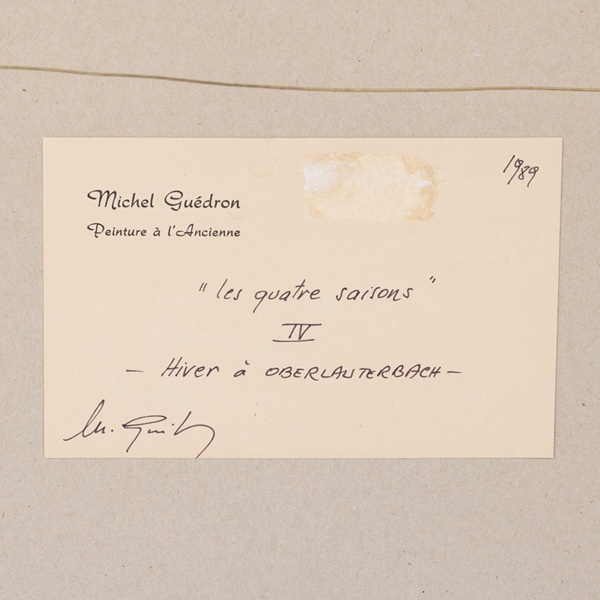 1989
Michel Guédron
Peinture à l'Ancienne
"les quatre saisons"
IV
- Hiver à OBERLAUTERBACH -